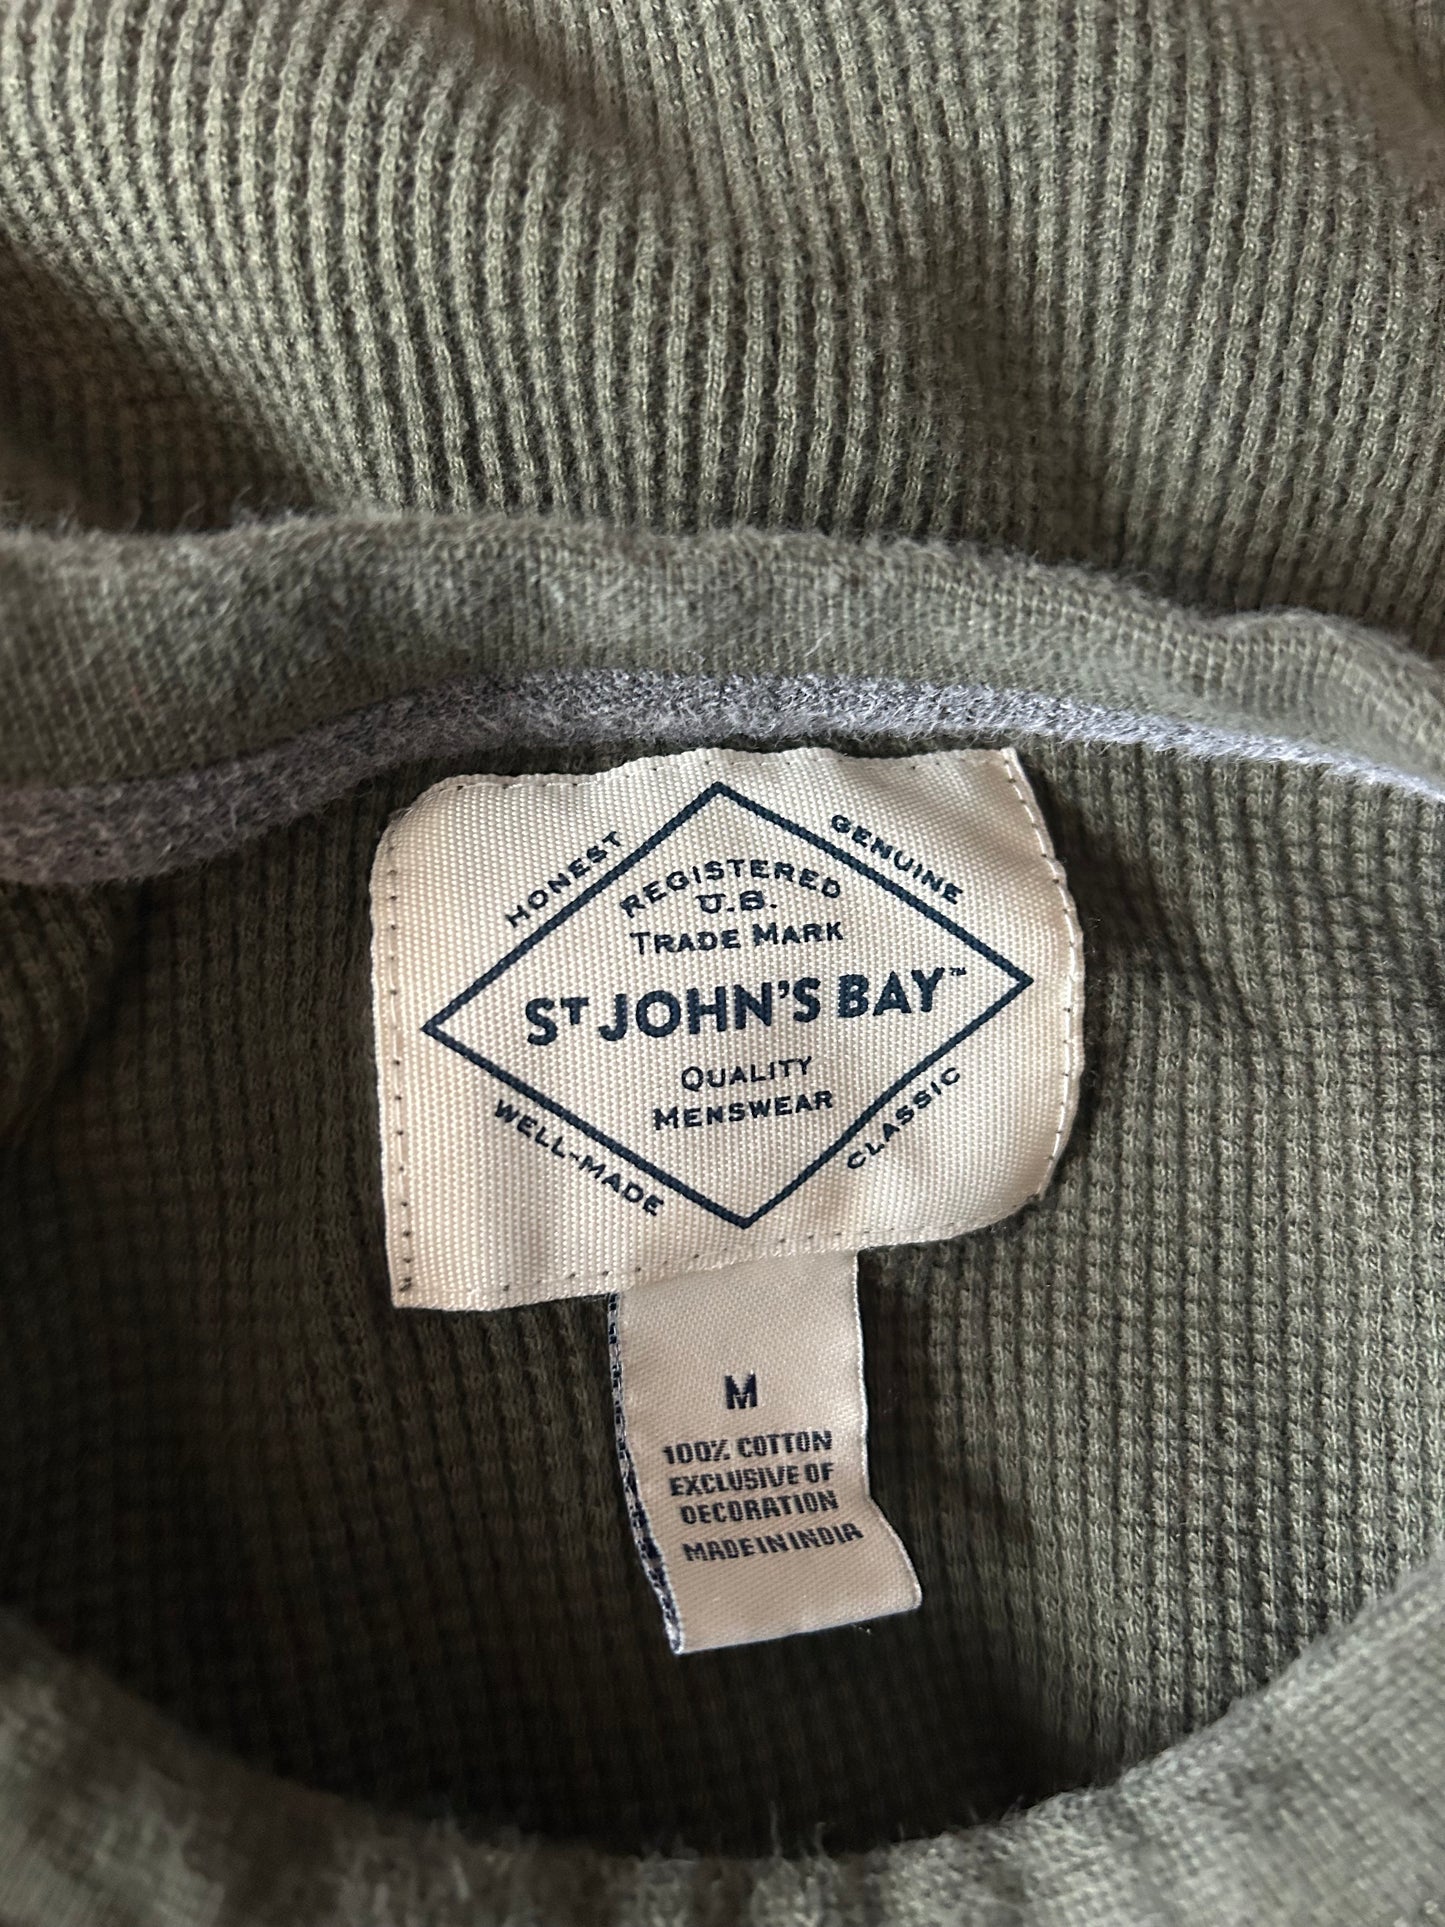 HONEST
GENUINE
REGISTERED
U.S.
TRADE MARK
ST JOHN'S BAY™
QUALITY
MENSWEAR
WELL-MADE
CLASSIC
M
100% COTTON
EXCLUSIVE OF
DECORATION
MADE IN INDIA